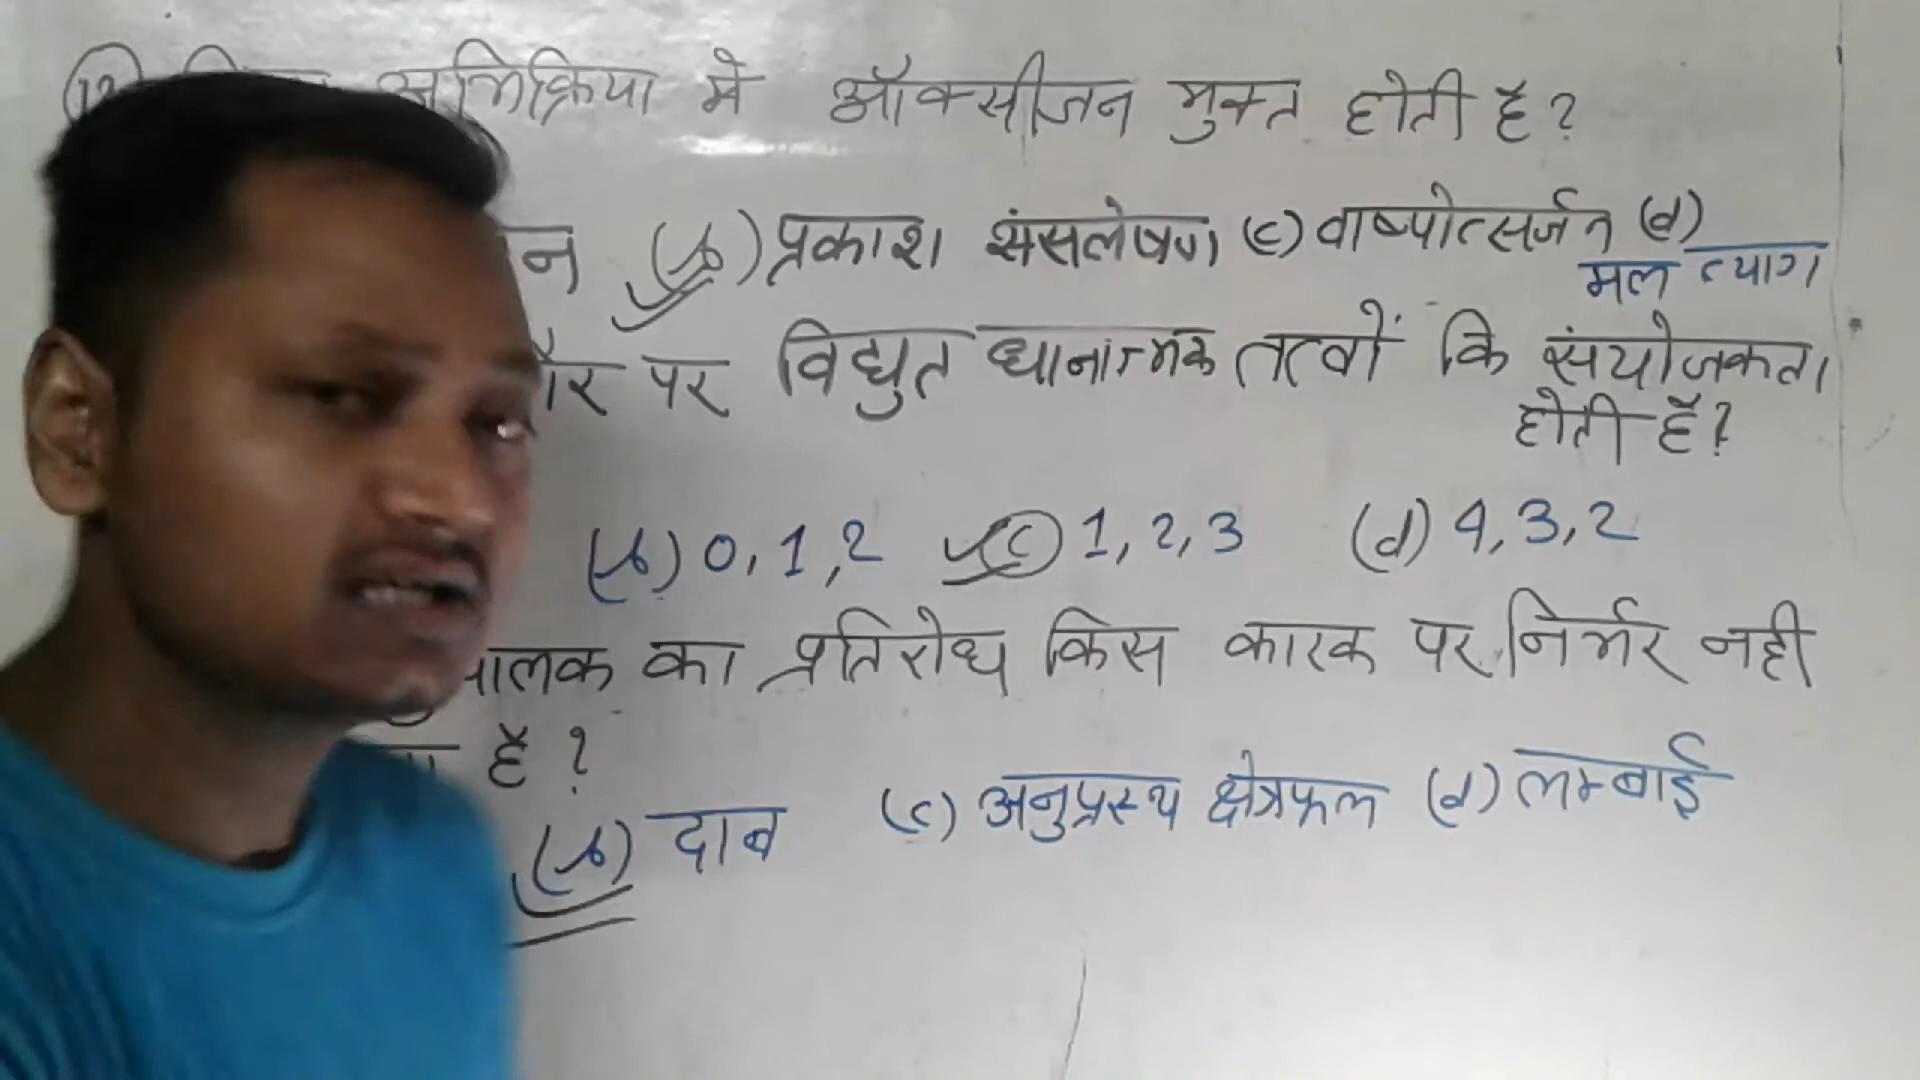 अभिक्रिया मे ऑक्सीजन मुक्त होती है?
न (b) प्रकाश संसलेषण (c) वाष्पोत्सर्जन (d)
मल त्याग
पर विद्युत धानात्मक तत्वों कि संयोजकता
होती है?
(b) 0, 1, 2 (c) 1, 2, 3 (d) 4, 3, 2
चालक का प्रतिरोध किस कारक पर निर्भर नही
है?
(b) दाब (c) अनुप्रस्थ क्षेत्रफल (d) लम्बाई